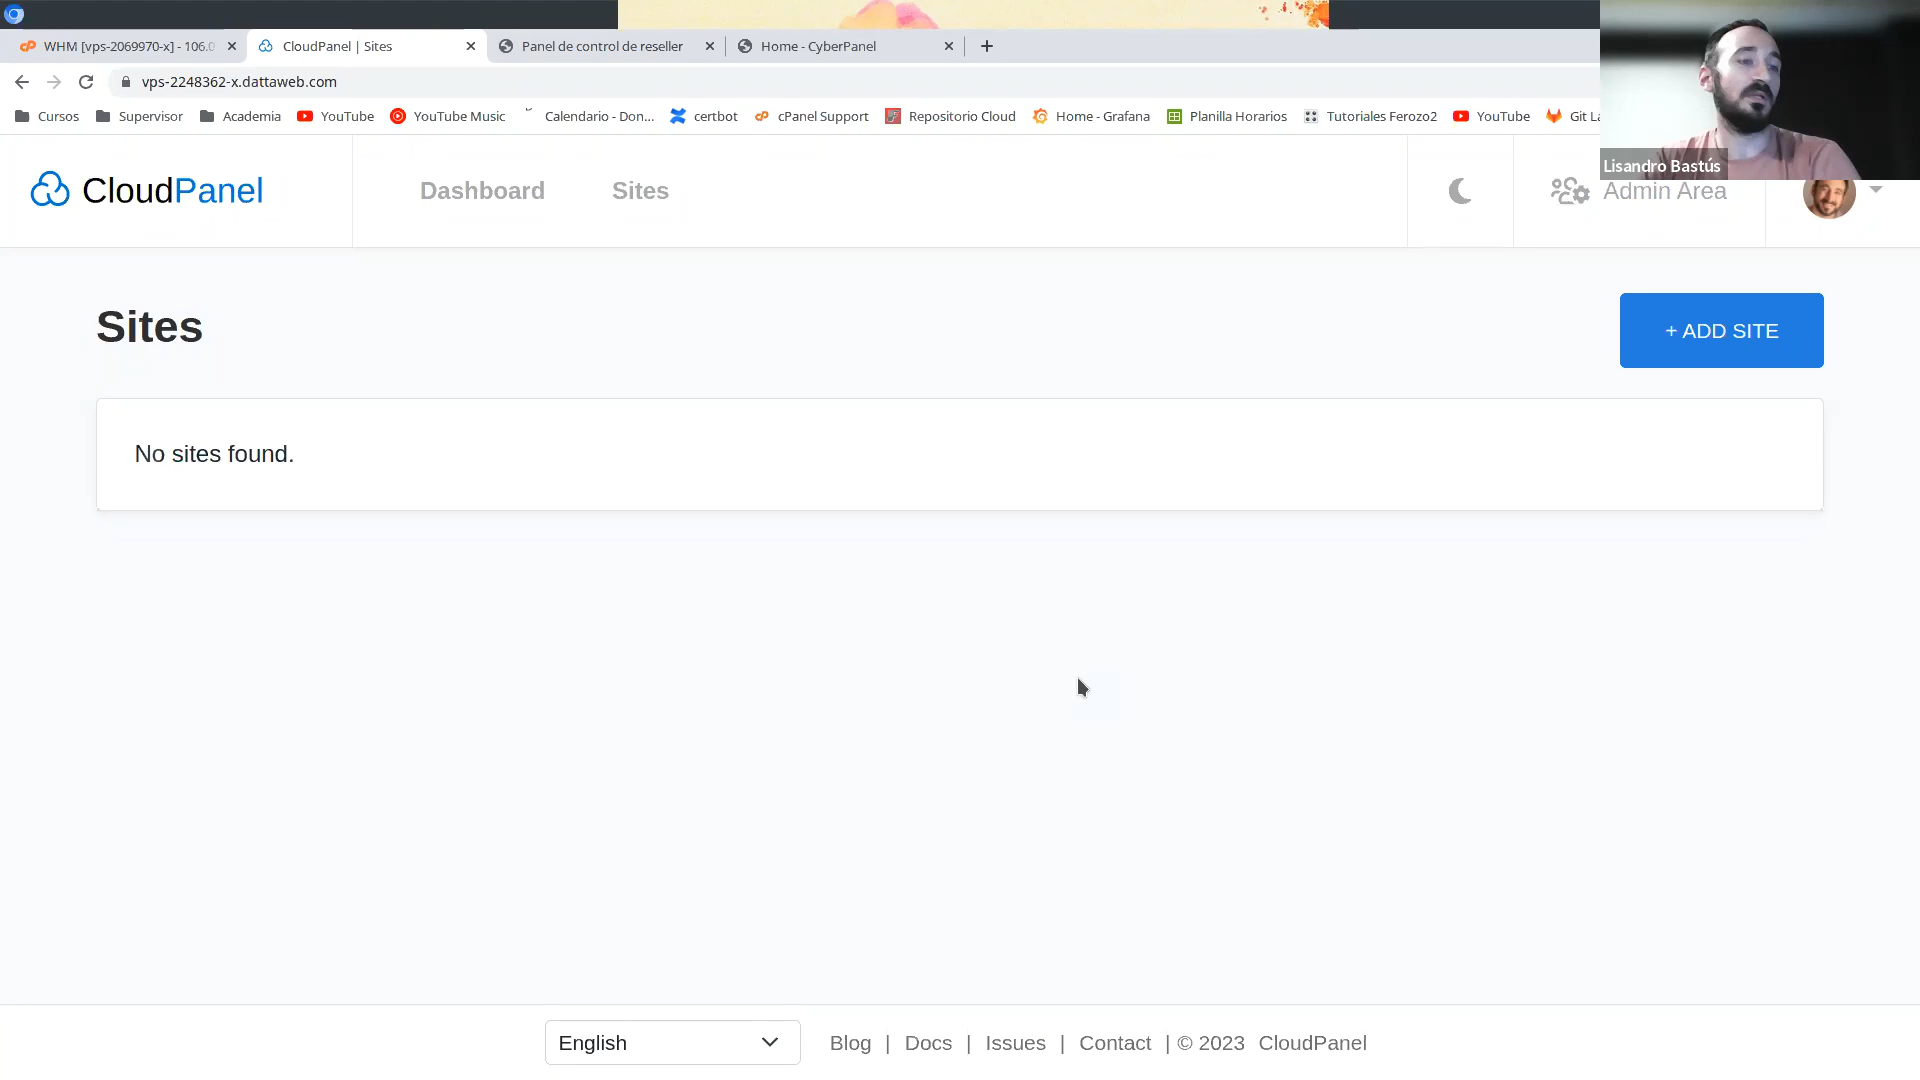 WHM [vps-2069970-x] - 106.0
CloudPanel | Sites
Panel de control de reseller
Home - CyberPanel
vps-2248362-x.dattaweb.com
Cursos
Supervisor
Academia
YouTube
YouTube Music
Calendario - Don...
certbot
cPanel Support
Repositorio Cloud
Home - Grafana
Planilla Horarios
Tutoriales Ferozo2
YouTube
Git La
Lisandro Bastús
CloudPanel
Dashboard
Sites
Admin Area
Sites
+ ADD SITE
No sites found.
English
Blog | Docs | Issues | Contact | © 2023 CloudPanel